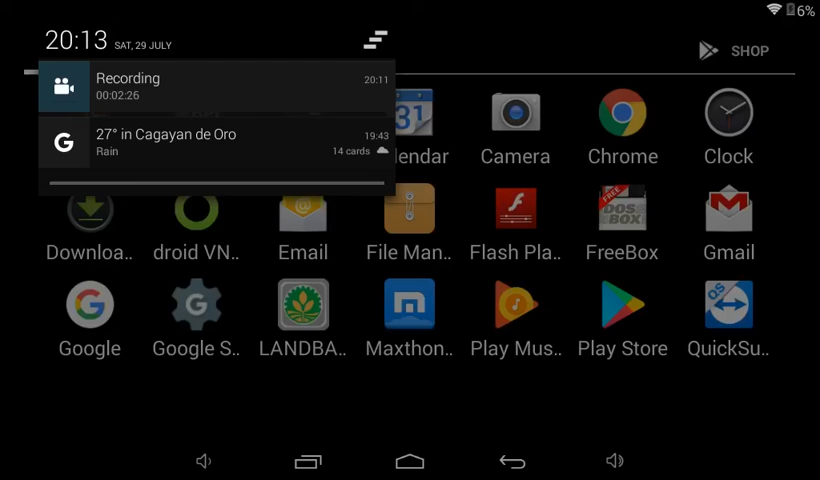 6%
20:13 SAT, 29 JULY
SHOP
Recording 20:11
00:02:26
27° in Cagayan de Oro 19:43
Rain 14 cards
31
lendar Camera Chrome Clock
FREE
DOS
BOX
Downloa.. droid VN.. Email File Man.. Flash Pla.. FreeBox Gmail
QS
Google Google S.. LANDBA.. Maxthon.. Play Mus.. Play Store QuickSu..